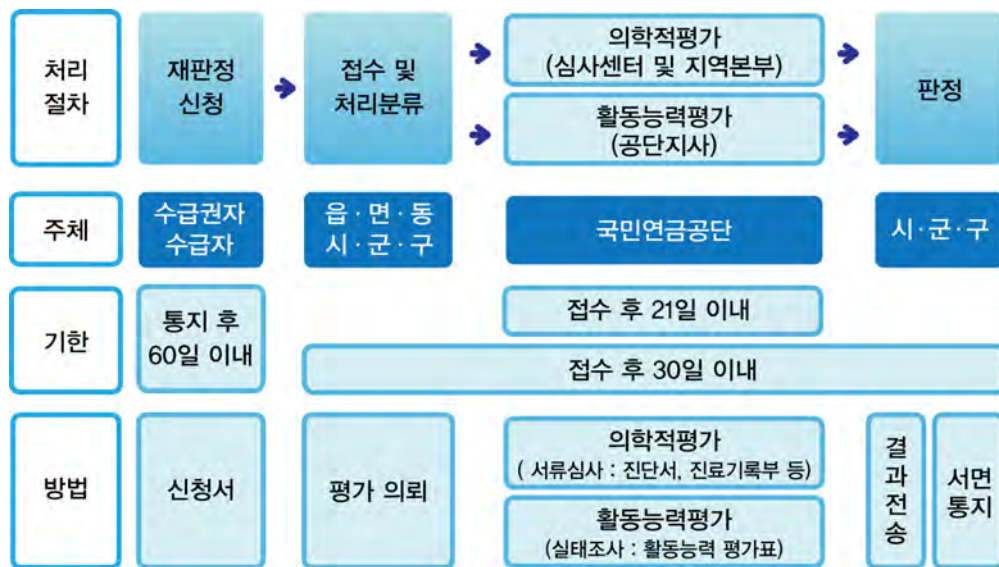 처리
절차
재판정
신청
접수 및
처리분류
의학적평가
(심사센터 및 지역본부)
활동능력평가
(공단지사)
판정
주체
수급권자
수급자
읍 · 면 · 동
시 · 군 · 구
국민연금공단
시 · 군 · 구
기한
통지 후
60일 이내
접수 후 21일 이내
접수 후 30일 이내
방법
신청서
평가 의뢰
의학적평가
( 서류심사 : 진단서, 진료기록부 등)
활동능력평가
(실태조사 : 활동능력 평가표)
결
과
전
송
서면
통지